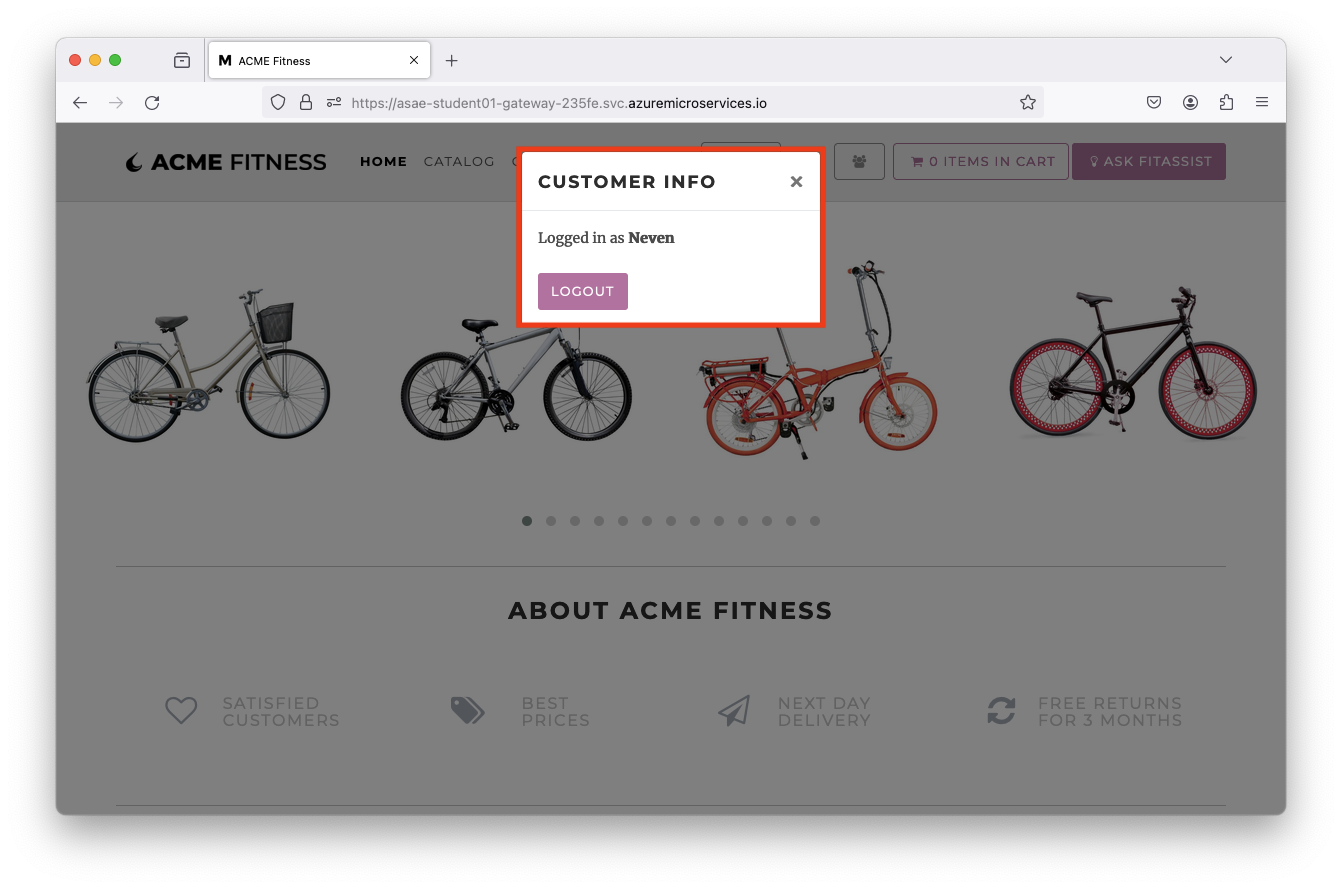 M ACME Fitness
https://asae-student01-gateway-235fe.svc.azuremicroservices.io
ACME FITNESS
HOME CATALOG
0 ITEMS IN CART
ASK FITASSIST
CUSTOMER INFO
Logged in as Neven
LOGOUT
ABOUT ACME FITNESS
SATISFIED
CUSTOMERS
BEST
PRICES
NEXT DAY
DELIVERY
FREE RETURNS
FOR 3 MONTHS